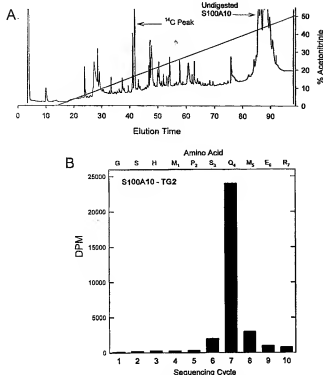 A
Undigested
S100A10
¹⁴C Peak
50
40
30
20
10
0
% Acetonitrile
0 10 20 30 40 50 60 70 80 90
Elution Time
B
Amino Acid
G S H M₁ P₂ S₃ Q₄ M₅ E₆ R₇
S100A10 - TG2
25000
20000
15000
10000
5000
0
DPM
1 2 3 4 5 6 7 8 9 10
Sequencing Cycle